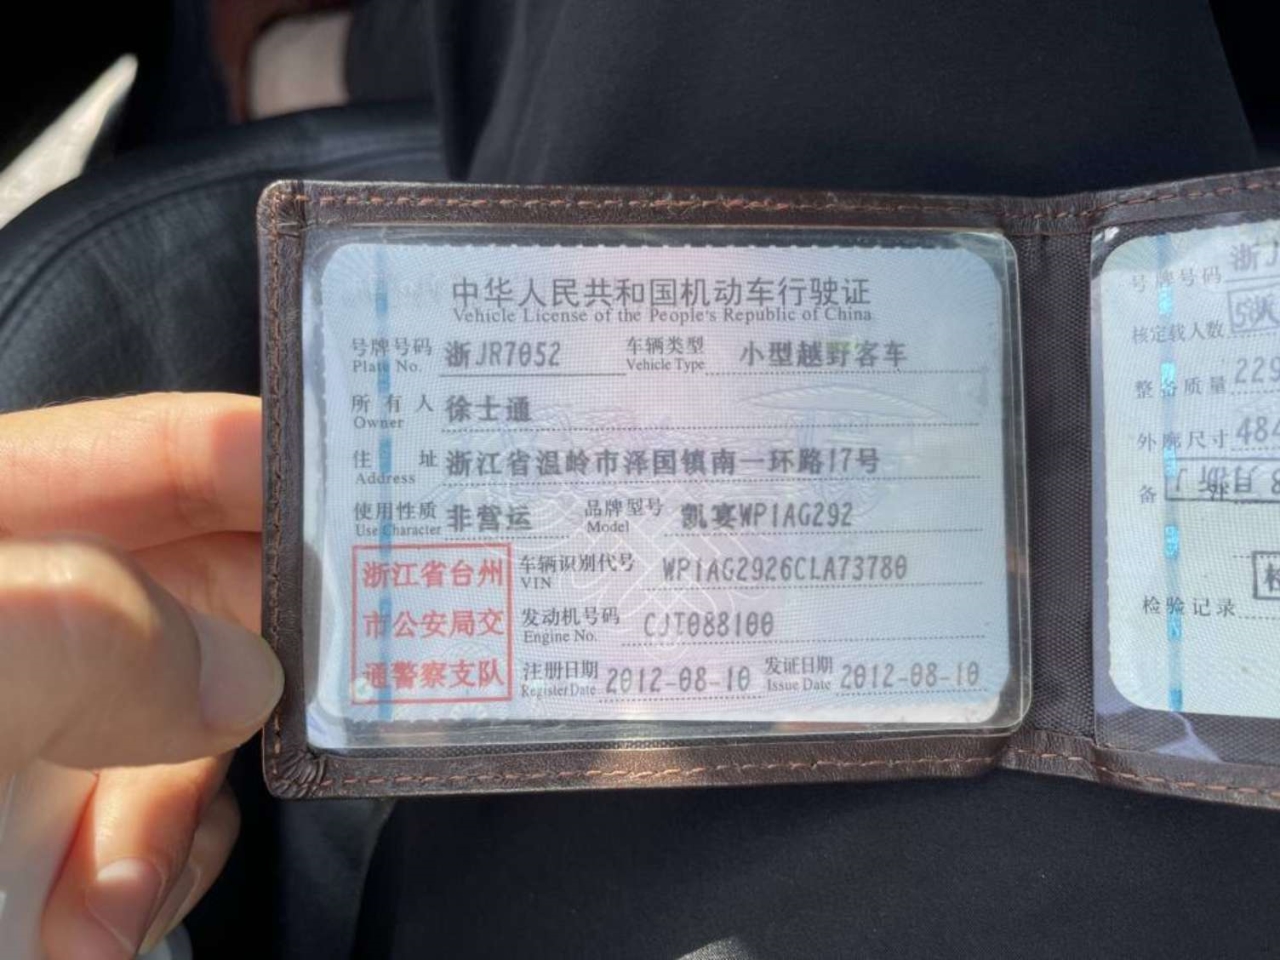 中华人民共和国机动车行驶证
Vehicle License of the People's Republic of China
号牌号码 浙JR7052 车辆类型 小型越野客车
Plate No. Vehicle Type
所有人 徐士通
Owner
住址 浙江省温岭市泽国镇南一环路17号
Address
使用性质 非营运 品牌型号 凯宴WP1AG292
Use Character Model
浙江省台州
市公安局交
通警察支队
车辆识别代号 WP1AG2926CLA73780
VIN
发动机号码 CJT088100
Engine No.
注册日期 2012-08-10 发证日期 2012-08-10
Register Date Issue Date
号牌号码 浙J
核定载人数 5
整备质量 229
外廓尺寸 484
备
检验记录